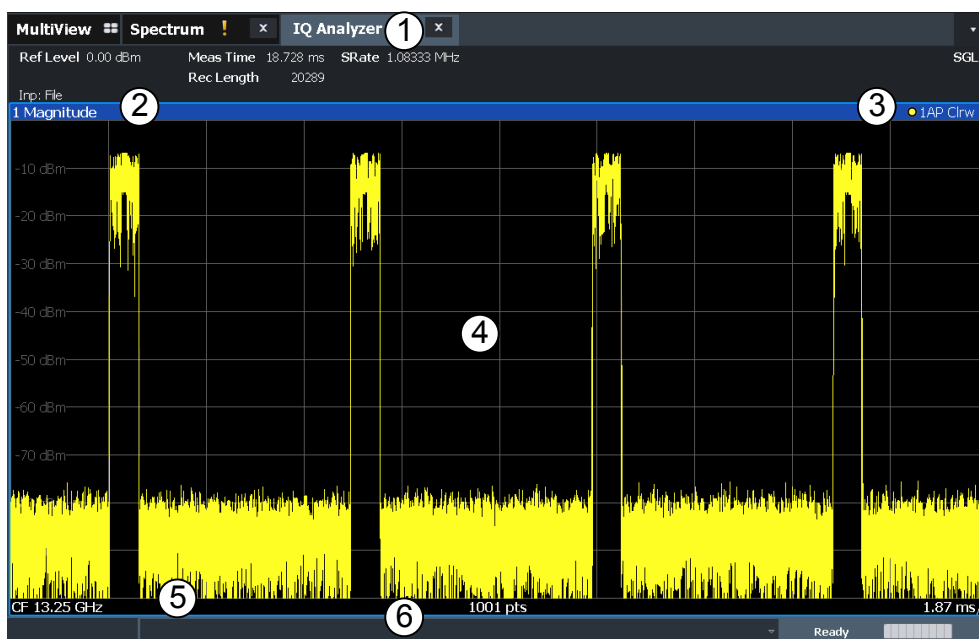 MultiView Spectrum ! x IQ Analyzer 1 x
Ref Level 0.00 dBm Meas Time 18.728 ms SRate 1.08333 MHz SGL
Rec Length 20289
Inp: File
1 Magnitude 2 3 1AP Clrw
-10 dBm
-20 dBm
-30 dBm
-40 dBm
4
-50 dBm
-60 dBm
-70 dBm
5
CF 13.25 GHz 1001 pts 1.87 ms/
6
Ready